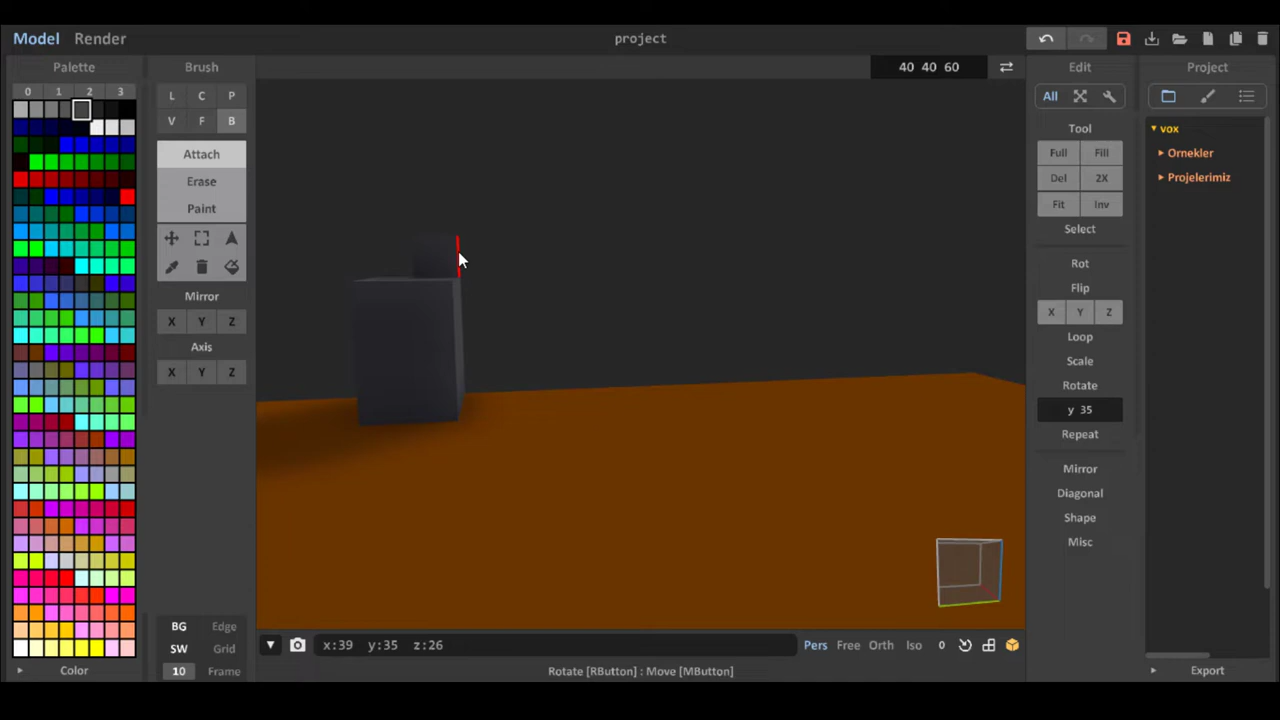 Model Render
project
Palette
0 1 2 3
Color
Brush
L C P
V F B
Attach
Erase
Paint
Mirror
X Y Z
Axis
X Y Z
BG Edge
SW Grid
10 Frame
40 40 60
x:39 y:35 z:26
Pers Free Orth Iso 0
Rotate [RButton] : Move [MButton]
Edit
All
Tool
Full Fill
Del 2X
Fit Inv
Select
Rot
Flip
X Y Z
Loop
Scale
Rotate
y 35
Repeat
Mirror
Diagonal
Shape
Misc
Project
vox
Ornekler
Projelerimiz
Export